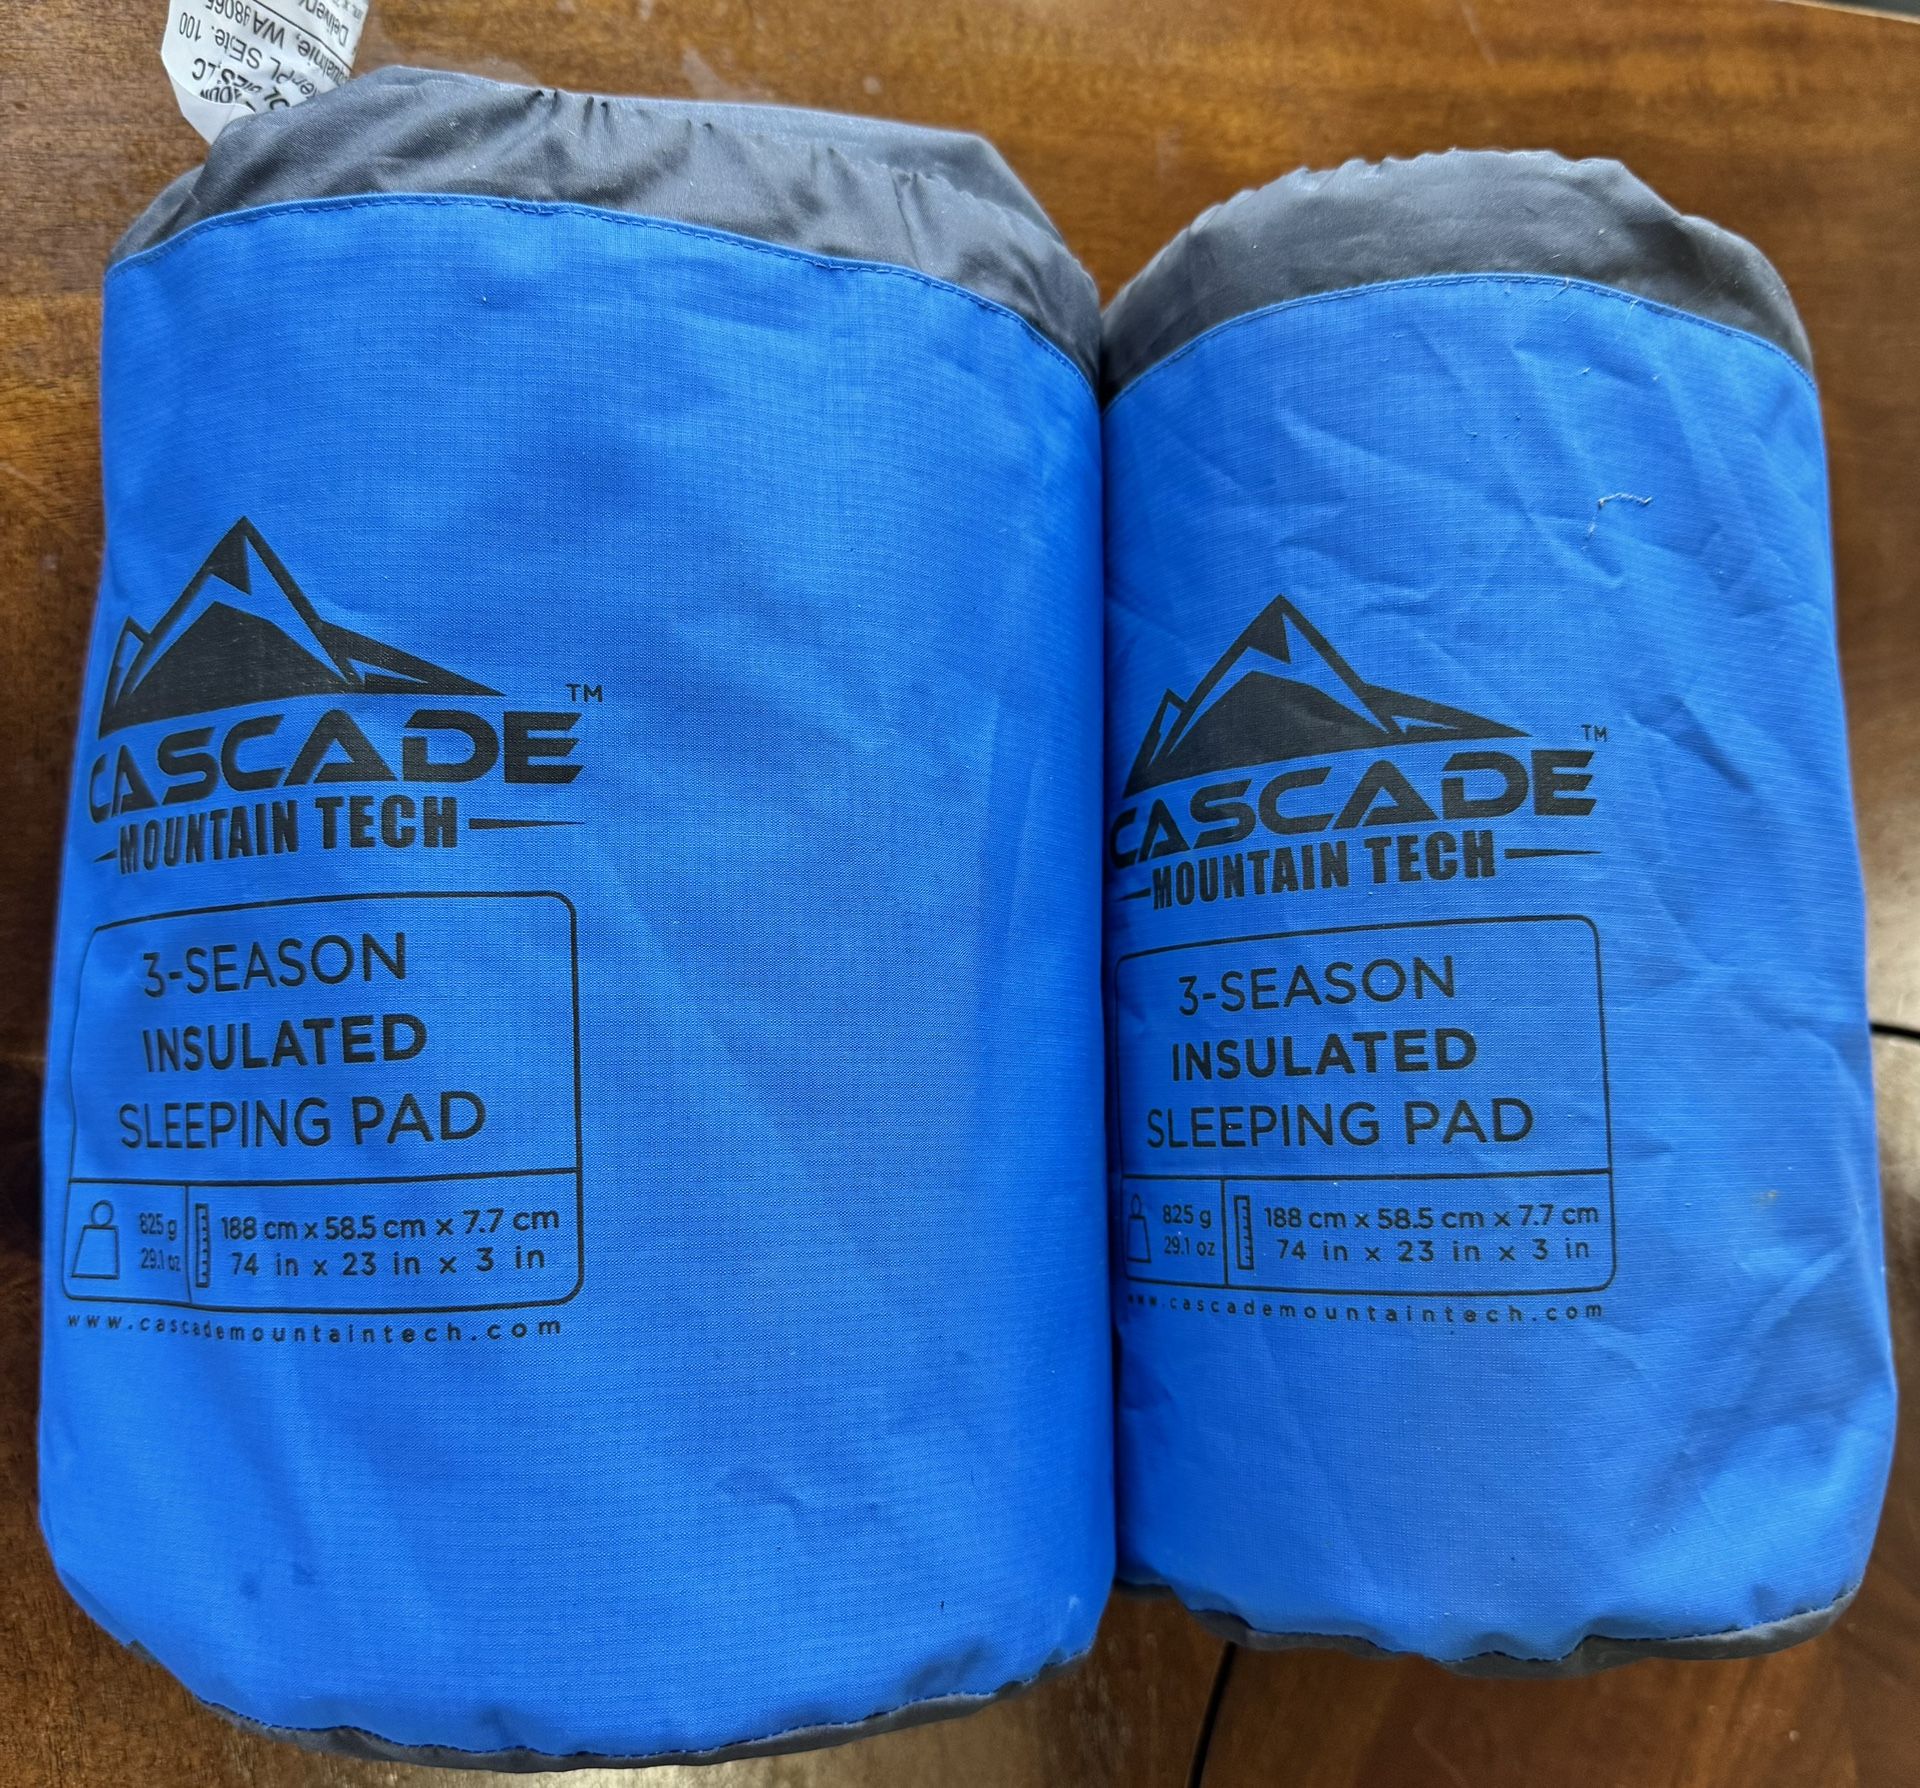 CASCADE™
MOUNTAIN TECH
3-SEASON
INSULATED
SLEEPING PAD
825 g
29.1 oz
188 cm x 58.5 cm x 7.7 cm
74 in x 23 in x 3 in
www.cascademountaintech.com
CASCADE™
MOUNTAIN TECH
3-SEASON
INSULATED
SLEEPING PAD
825 g
29.1 oz
188 cm x 58.5 cm x 7.7 cm
74 in x 23 in x 3 in
www.cascademountaintech.com
100
WA 98065